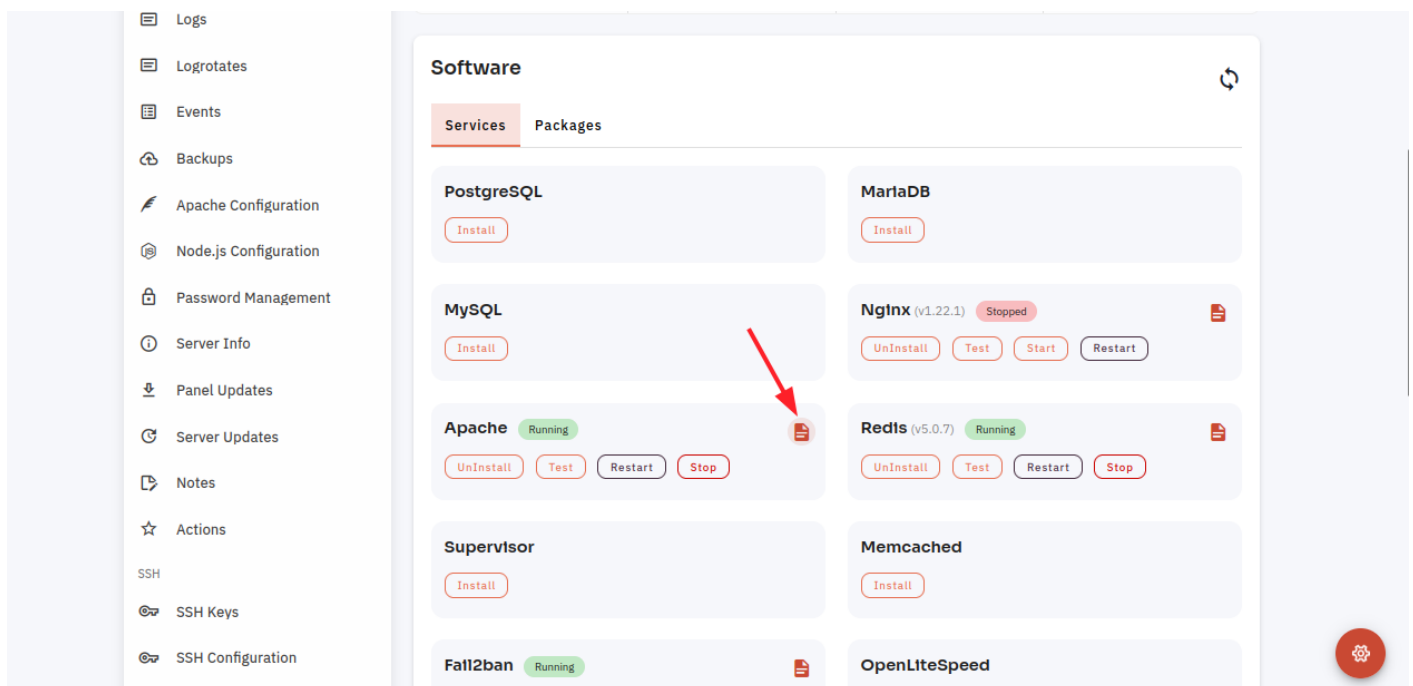 Logs
Logrotates
Events
Backups
Apache Configuration
Node.js Configuration
Password Management
Server Info
Panel Updates
Server Updates
Notes
Actions
SSH
SSH Keys
SSH Configuration
Software
Services Packages
PostgreSQL
Install
MariaDB
Install
MySQL
Install
Nginx (v1.22.1) Stopped
UnInstall Test Start Restart
Apache Running
UnInstall Test Restart Stop
Redis (v5.0.7) Running
UnInstall Test Restart Stop
Supervisor
Install
Memcached
Install
Fail2ban Running
OpenLiteSpeed